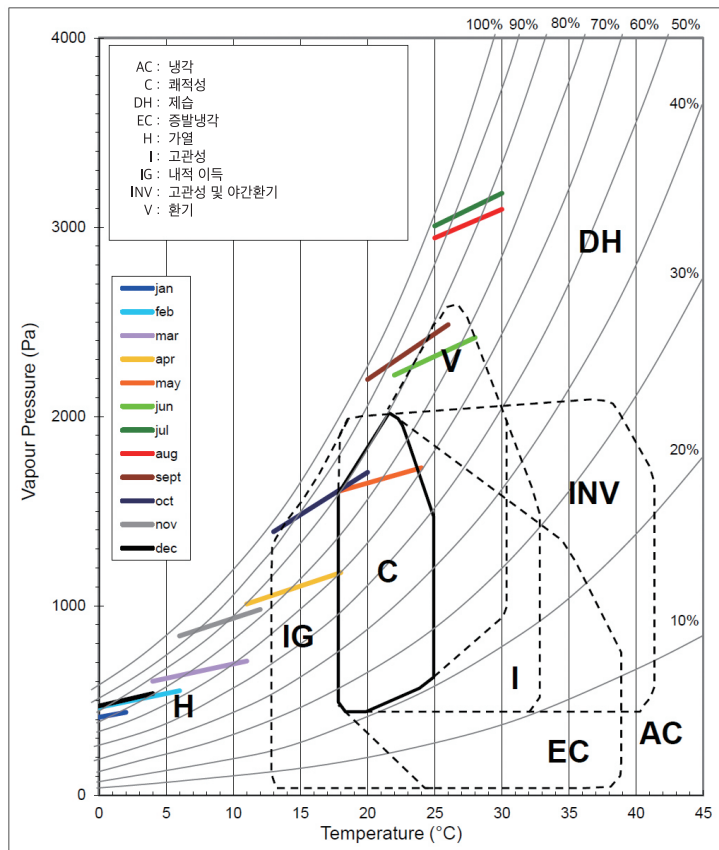 100% 90% 80% 70% 60% 50%
4000
AC : 냉각
C : 쾌적성
DH : 제습
EC : 증발냉각
H : 가열
I : 고관성
IG : 내적 이득
INV : 고관성 및 야간환기
V : 환기
40%
3000
DH
30%
jan
feb
mar
apr
may
jun
jul
aug
sept
oct
nov
dec
V
Vapour Pressure (Pa)
2000
20%
INV
C
1000
IG
10%
H
I
AC
EC
0
0 5 10 15 20 25 30 35 40 45
Temperature (°C)